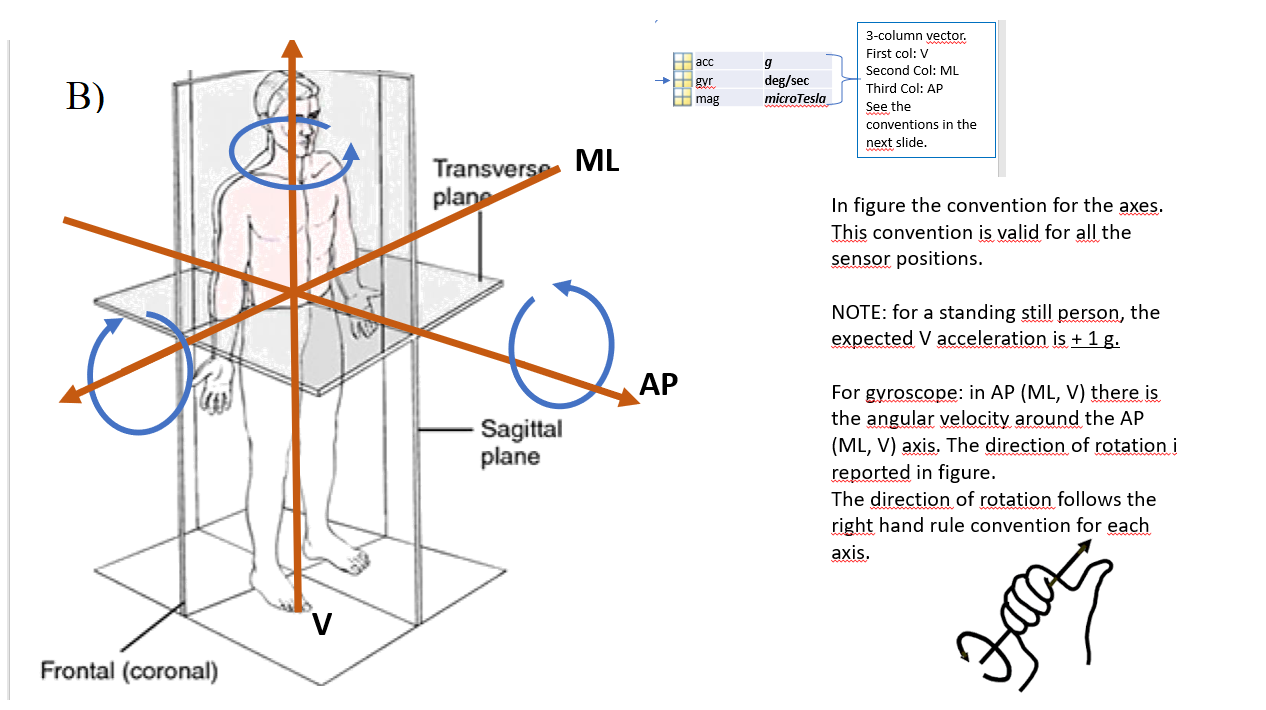 B)
ML
Transverse
plane
AP
Sagittal
plane
V
Frontal (coronal)
acc g
gyr deg/sec
mag microTesla
3-column vector.
First col: V
Second Col: ML
Third Col: AP
See the
conventions in the
next slide.
In figure the convention for the axes.
This convention is valid for all the
sensor positions.
NOTE: for a standing still person, the
expected V acceleration is + 1 g.
For gyroscope: in AP (ML, V) there is
the angular velocity around the AP
(ML, V) axis. The direction of rotation i
reported in figure.
The direction of rotation follows the
right hand rule convention for each
axis.